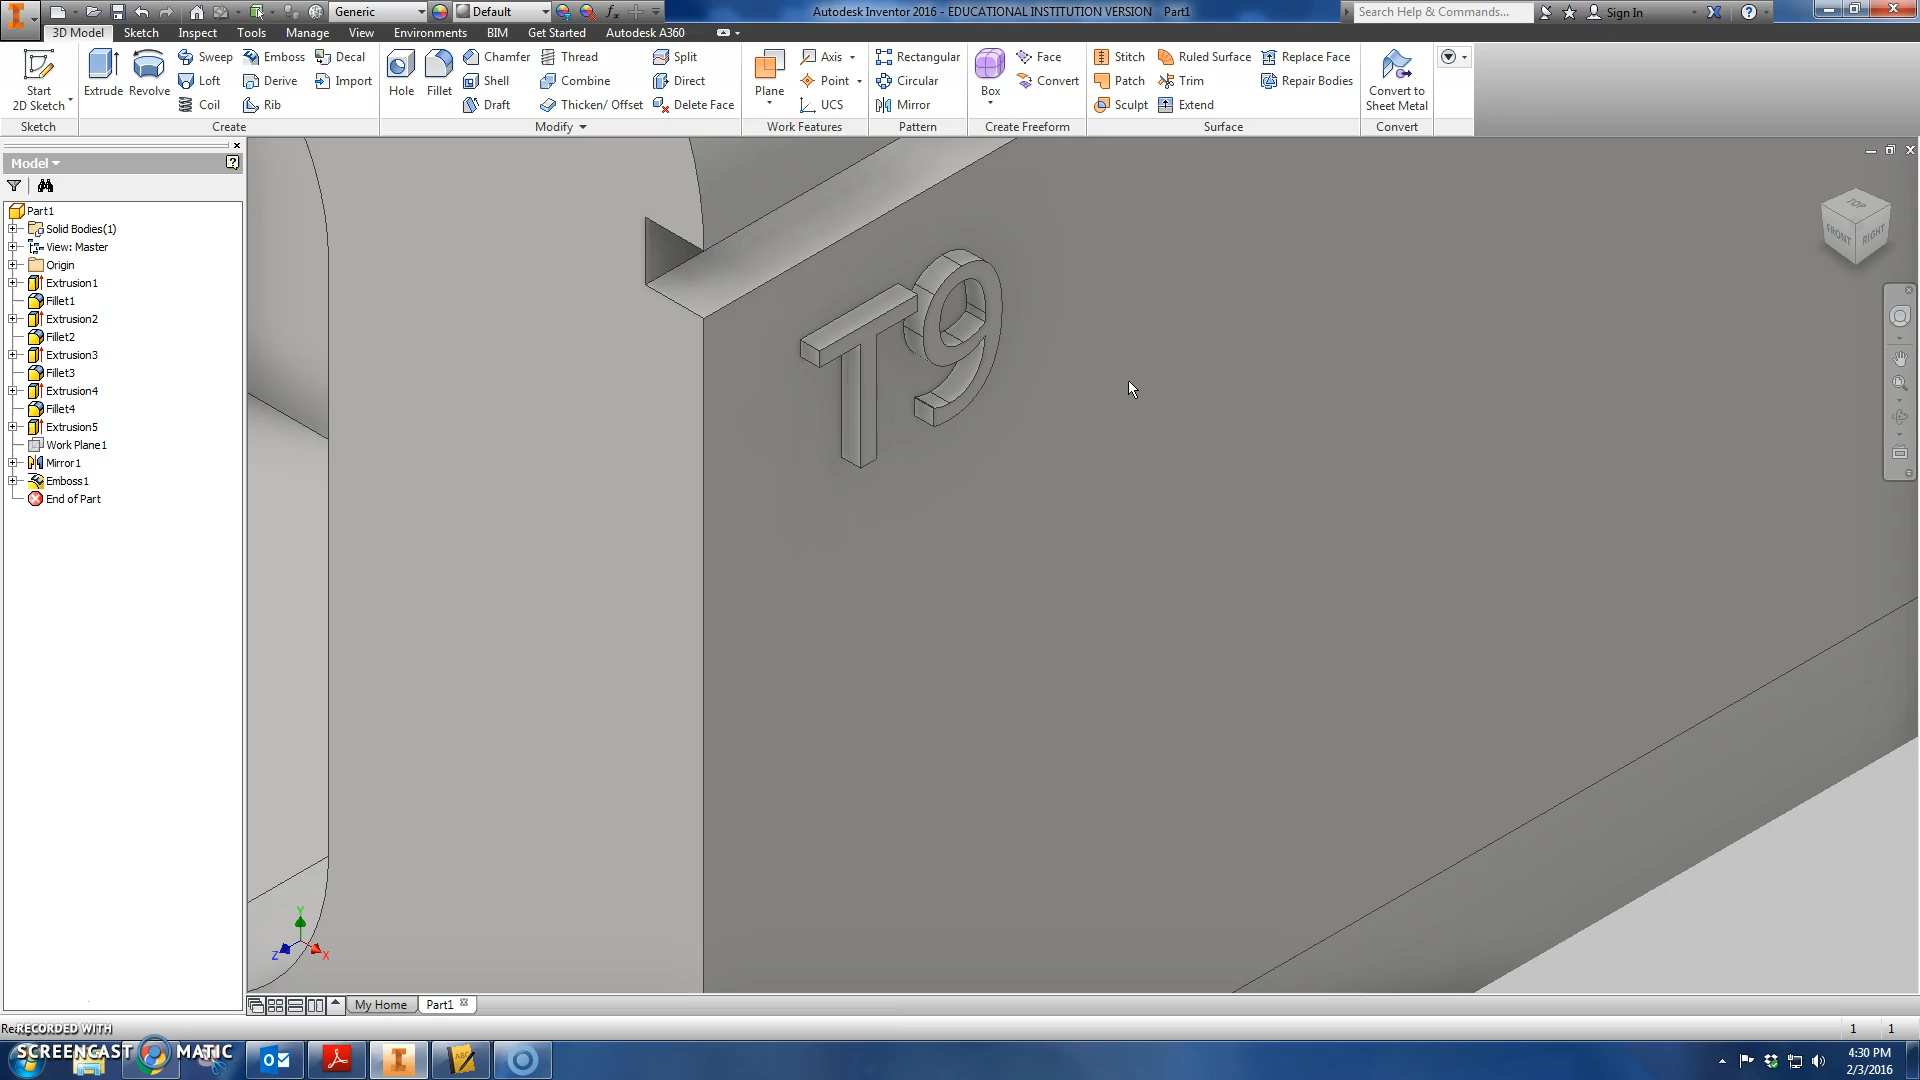 Generic
Default
Autodesk Inventor 2016 - EDUCATIONAL INSTITUTION VERSION Part1
Search Help & Commands...
Sign In
3D Model Sketch Inspect Tools Manage View Environments BIM Get Started Autodesk A360
Start 2D Sketch
Sketch
Extrude Revolve
Sweep Emboss Decal
Loft Derive Import
Coil Rib
Create
Hole Fillet
Chamfer Thread Split
Shell Combine Direct
Draft Thicken/ Offset Delete Face
Modify
Plane
Axis
Point
UCS
Work Features
Rectangular
Circular
Mirror
Pattern
Box
Face
Convert
Create Freeform
Stitch Ruled Surface Replace Face
Patch Trim Repair Bodies
Sculpt Extend
Surface
Convert to Sheet Metal
Convert
Model
Part1
Solid Bodies(1)
View: Master
Origin
Extrusion1
Fillet1
Extrusion2
Fillet2
Extrusion3
Fillet3
Extrusion4
Fillet4
Extrusion5
Work Plane1
Mirror1
Emboss1
End of Part
T9
TOP
FRONT RIGHT
Y
Z X
My Home Part1
1 1
RECORDED WITH
SCREENCAST MATIC
4:30 PM
2/3/2016